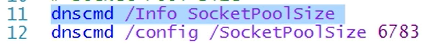 11 dnscmd /Info SocketPoolSize
12 dnscmd /config /SocketPoolSize 6783